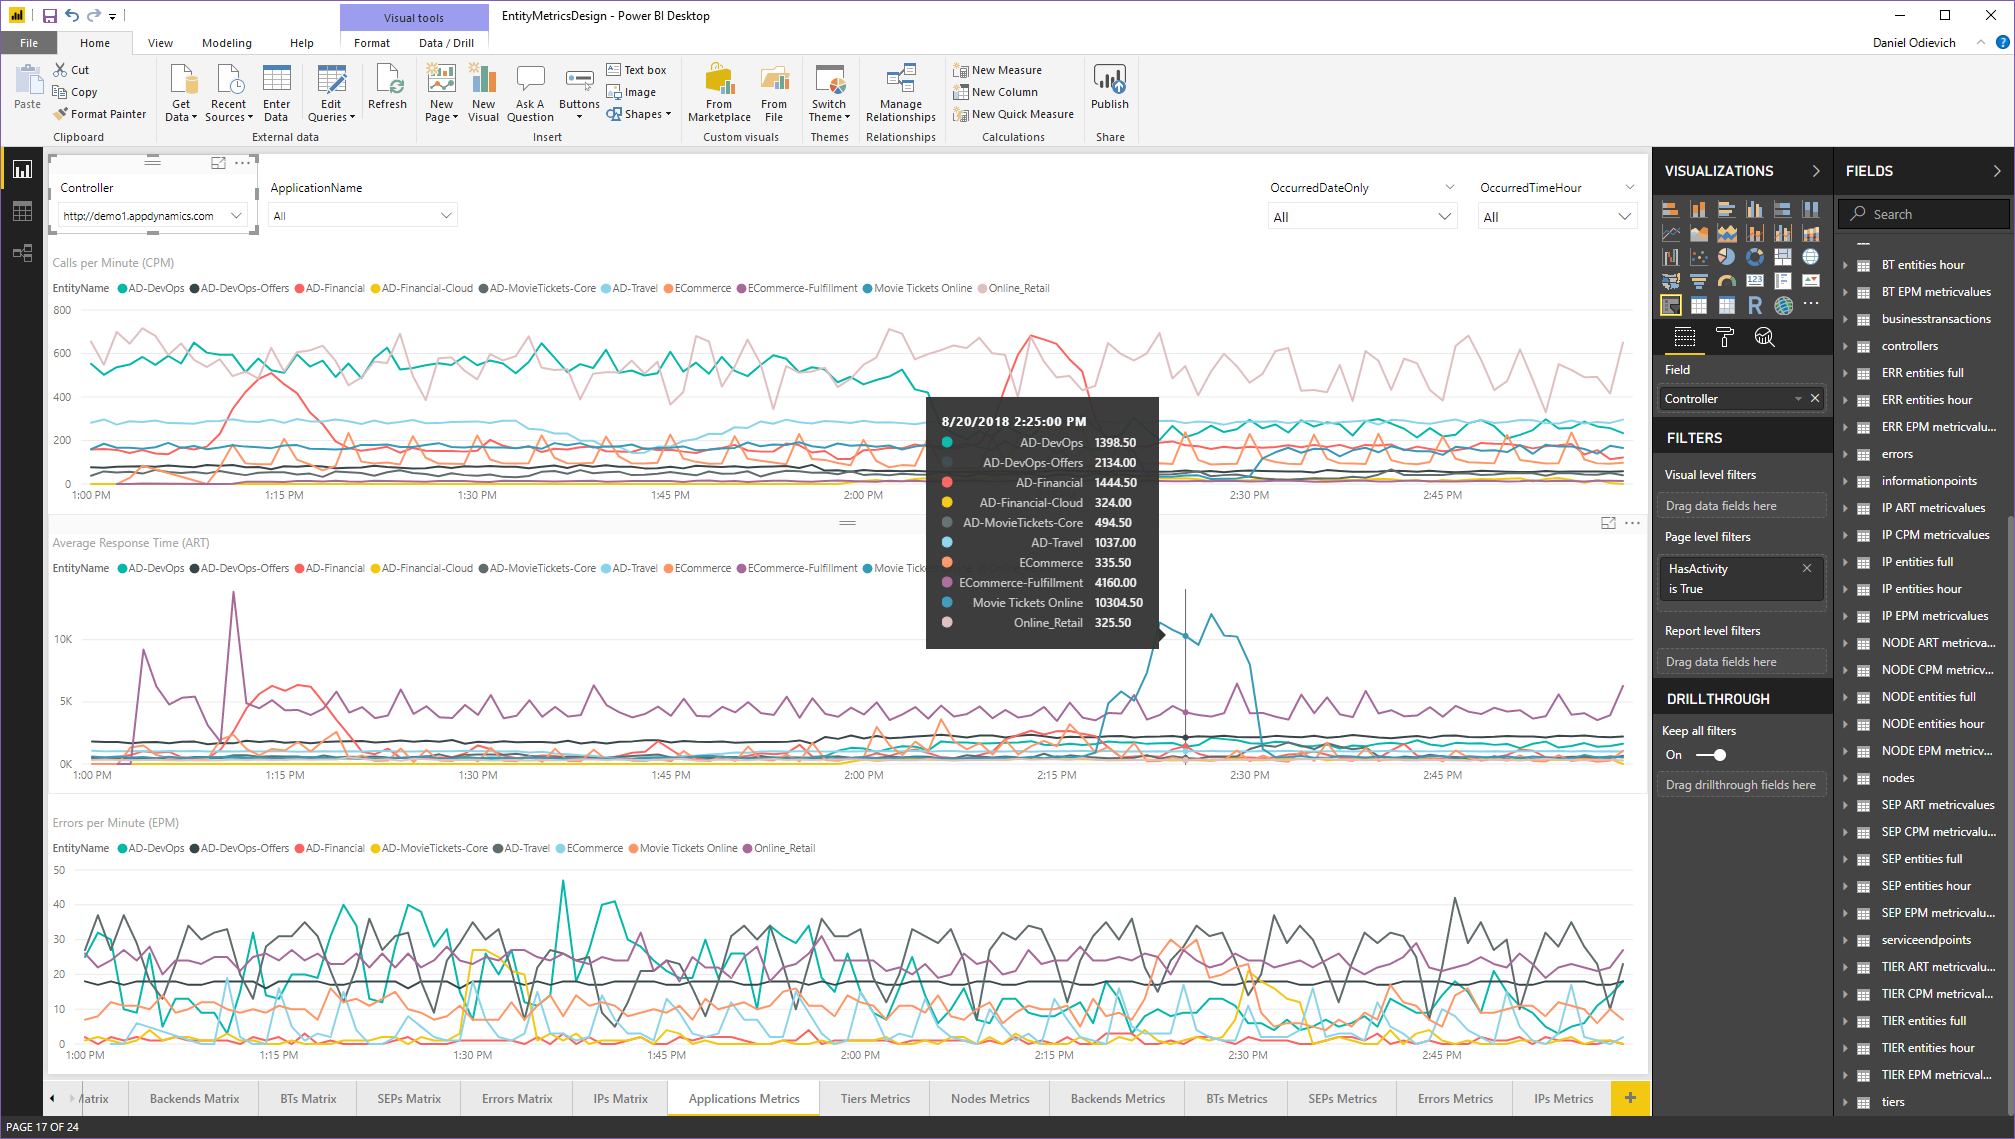 EntityMetricsDesign - Power BI Desktop
Visual tools
File Home View Modeling Help Format Data / Drill
Daniel Odievich
Paste
Cut
Copy
Format Painter
Clipboard
Get Data
Recent Sources
Enter Data
Edit Queries
External data
Refresh
New Page
New Visual
Ask A Question
Buttons
Text box
Image
Shapes
Insert
From Marketplace
From File
Custom visuals
Switch Theme
Themes
Manage Relationships
Relationships
New Measure
New Column
New Quick Measure
Calculations
Publish
Share
Controller
http://demo1.appdynamics.com
ApplicationName
All
OccurredDateOnly
All
OccurredTimeHour
All
Calls per Minute (CPM)
EntityName AD-DevOps AD-DevOps-Offers AD-Financial AD-Financial-Cloud AD-MovieTickets-Core AD-Travel ECommerce ECommerce-Fulfillment Movie Tickets Online Online_Retail
800
600
400
200
0
1:00 PM 1:15 PM 1:30 PM 1:45 PM 2:00 PM 2:30 PM 2:45 PM
8/20/2018 2:25:00 PM
AD-DevOps 1398.50
AD-DevOps-Offers 2134.00
AD-Financial 1444.50
AD-Financial-Cloud 324.00
AD-MovieTickets-Core 494.50
AD-Travel 1037.00
ECommerce 335.50
ECommerce-Fulfillment 4160.00
Movie Tickets Online 10304.50
Online_Retail 325.50
Average Response Time (ART)
EntityName AD-DevOps AD-DevOps-Offers AD-Financial AD-Financial-Cloud AD-MovieTickets-Core AD-Travel ECommerce ECommerce-Fulfillment Movie Tickets
10K
5K
0K
1:00 PM 1:15 PM 1:30 PM 1:45 PM 2:00 PM 2:15 PM 2:30 PM 2:45 PM
Errors per Minute (EPM)
EntityName AD-DevOps AD-DevOps-Offers AD-Financial AD-MovieTickets-Core AD-Travel ECommerce Movie Tickets Online Online_Retail
50
40
30
20
10
0
1:00 PM 1:15 PM 1:30 PM 1:45 PM 2:00 PM 2:15 PM 2:30 PM 2:45 PM
VISUALIZATIONS
R
123
Field
Controller
FILTERS
Visual level filters
Drag data fields here
Page level filters
HasActivity
is True
Report level filters
Drag data fields here
DRILLTHROUGH
Keep all filters
On
Drag drillthrough fields here
FIELDS
Search
BT entities hour
BT EPM metricvalues
businesstransactions
controllers
ERR entities full
ERR entities hour
ERR EPM metricvalu...
errors
informationpoints
IP ART metricvalues
IP CPM metricvalues
IP entities full
IP entities hour
IP EPM metricvalues
NODE ART metricva...
NODE CPM metricv...
NODE entities full
NODE entities hour
NODE EPM metricv...
nodes
SEP ART metricvalues
SEP CPM metricvalu...
SEP entities full
SEP entities hour
SEP EPM metricvalu...
serviceendpoints
TIER ART metricvalu...
TIER CPM metricval...
TIER entities full
TIER entities hour
TIER EPM metricval...
tiers
Matrix Backends Matrix BTs Matrix SEPs Matrix Errors Matrix IPs Matrix Applications Metrics Tiers Metrics Nodes Metrics Backends Metrics BTs Metrics SEPs Metrics Errors Metrics IPs Metrics +
PAGE 17 OF 24